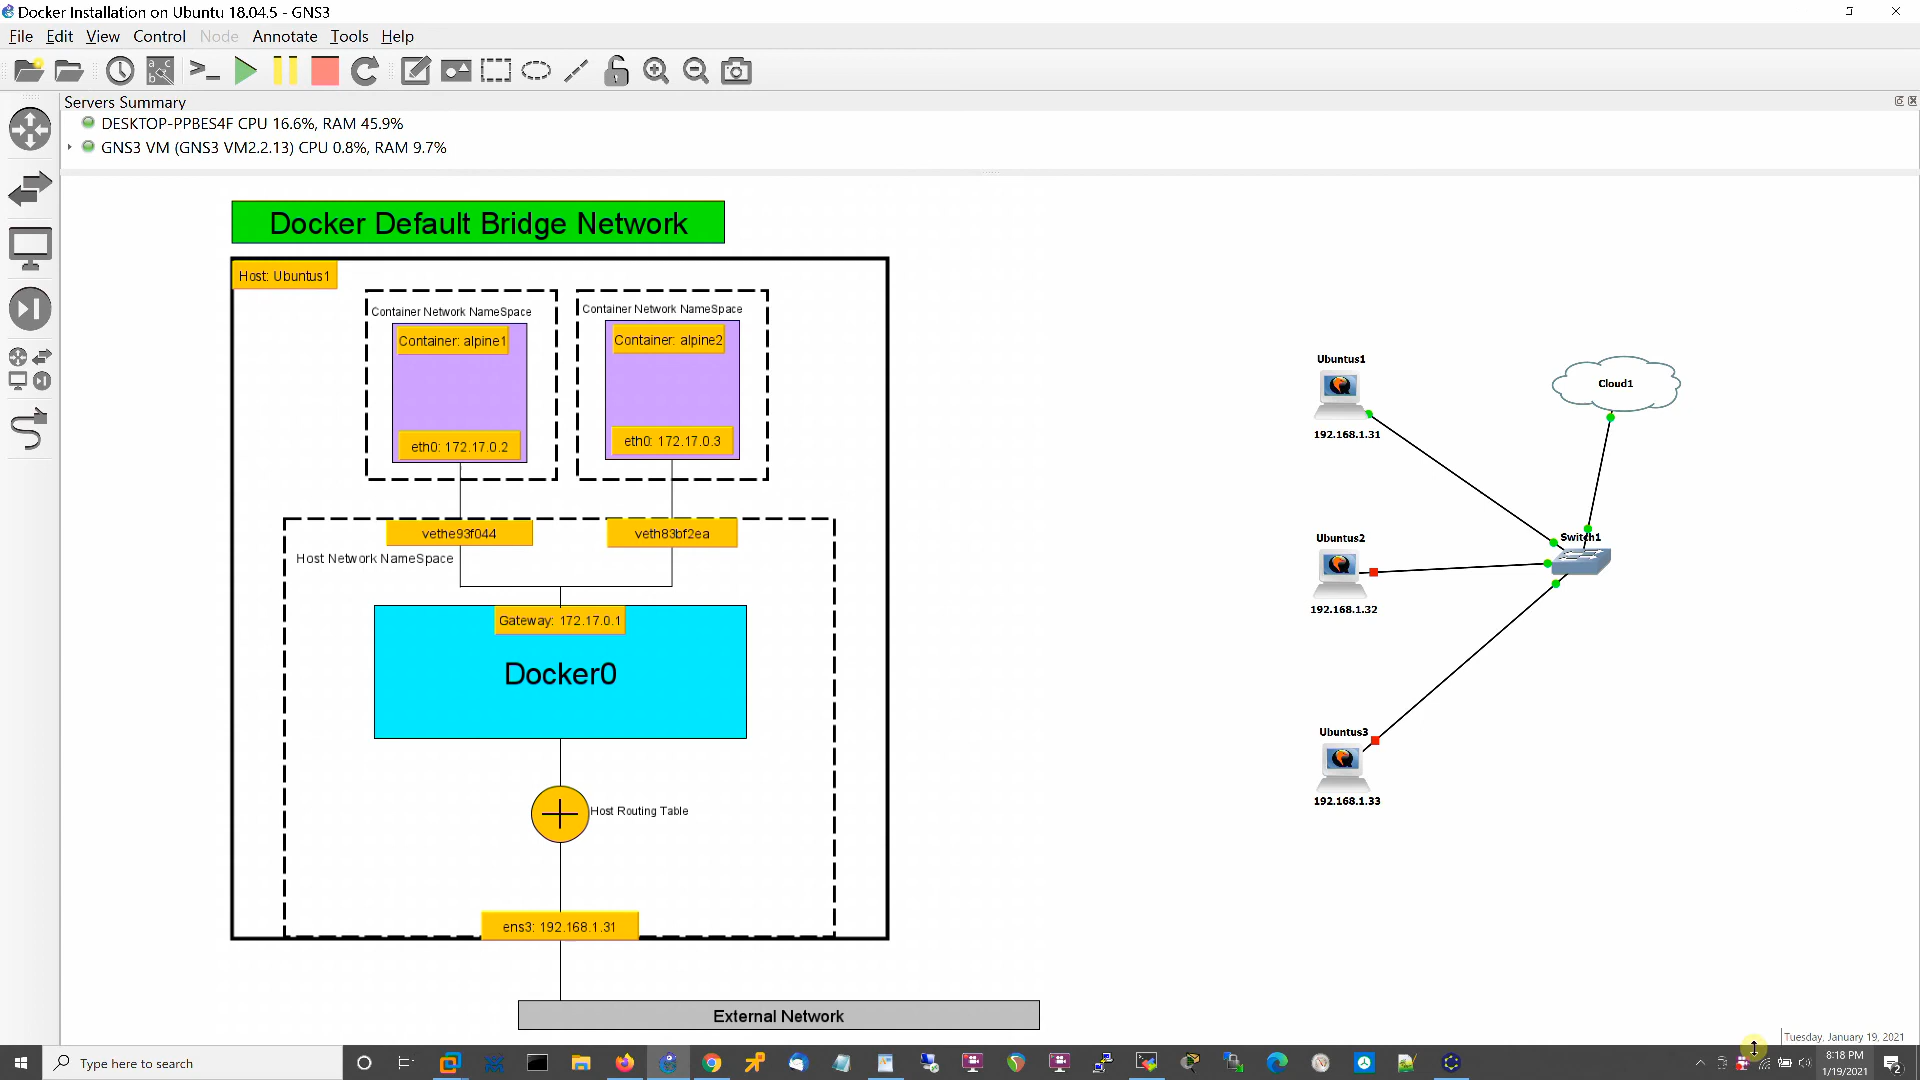 Docker Installation on Ubuntu 18.04.5 - GNS3
File Edit View Control Node Annotate Tools Help
Servers Summary
DESKTOP-PPBES4F CPU 16.6%, RAM 45.9%
GNS3 VM (GNS3 VM2.2.13) CPU 0.8%, RAM 9.7%
Docker Default Bridge Network
Host: Ubuntus1
Container Network NameSpace
Container Network NameSpace
Container: alpine1
Container: alpine2
eth0: 172.17.0.2
eth0: 172.17.0.3
vethe93f044
veth83bf2ea
Host Network NameSpace
Gateway: 172.17.0.1
Docker0
Host Routing Table
ens3: 192.168.1.31
External Network
Ubuntus1
192.168.1.31
Cloud1
Switch1
Ubuntus2
192.168.1.32
Ubuntus3
192.168.1.33
Tuesday, January 19, 2021
Type here to search
8:18 PM
1/19/2021
2